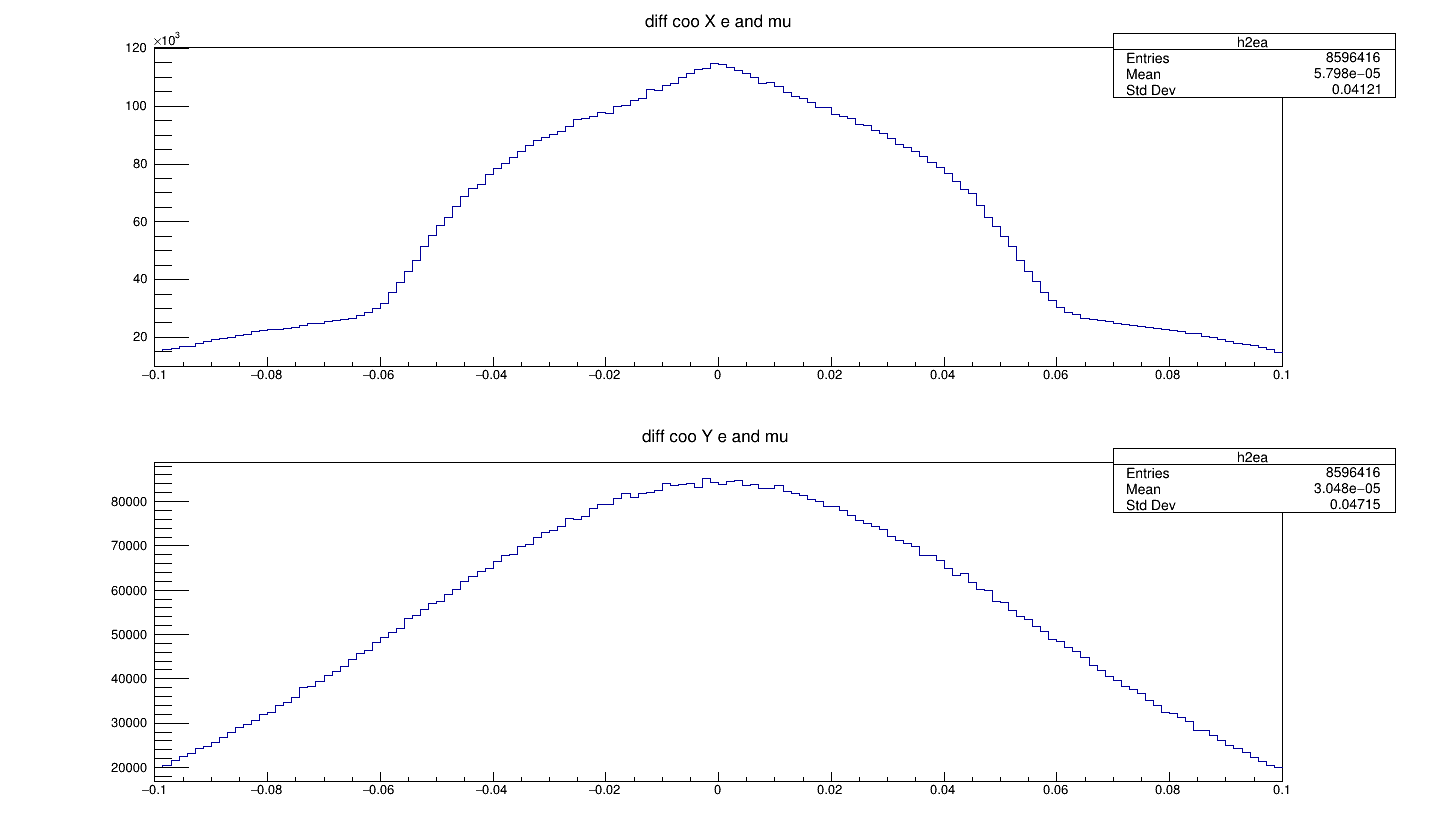 diff coo X e and mu
×10³
h2ea
Entries 8596416
Mean 5.798e−05
Std Dev 0.04121
120
100
80
60
40
20
−0.1 −0.08 −0.06 −0.04 −0.02 0 0.02 0.04 0.06 0.08 0.1
diff coo Y e and mu
h2ea
Entries 8596416
Mean 3.048e−05
Std Dev 0.04715
80000
70000
60000
50000
40000
30000
20000
−0.1 −0.08 −0.06 −0.04 −0.02 0 0.02 0.04 0.06 0.08 0.1